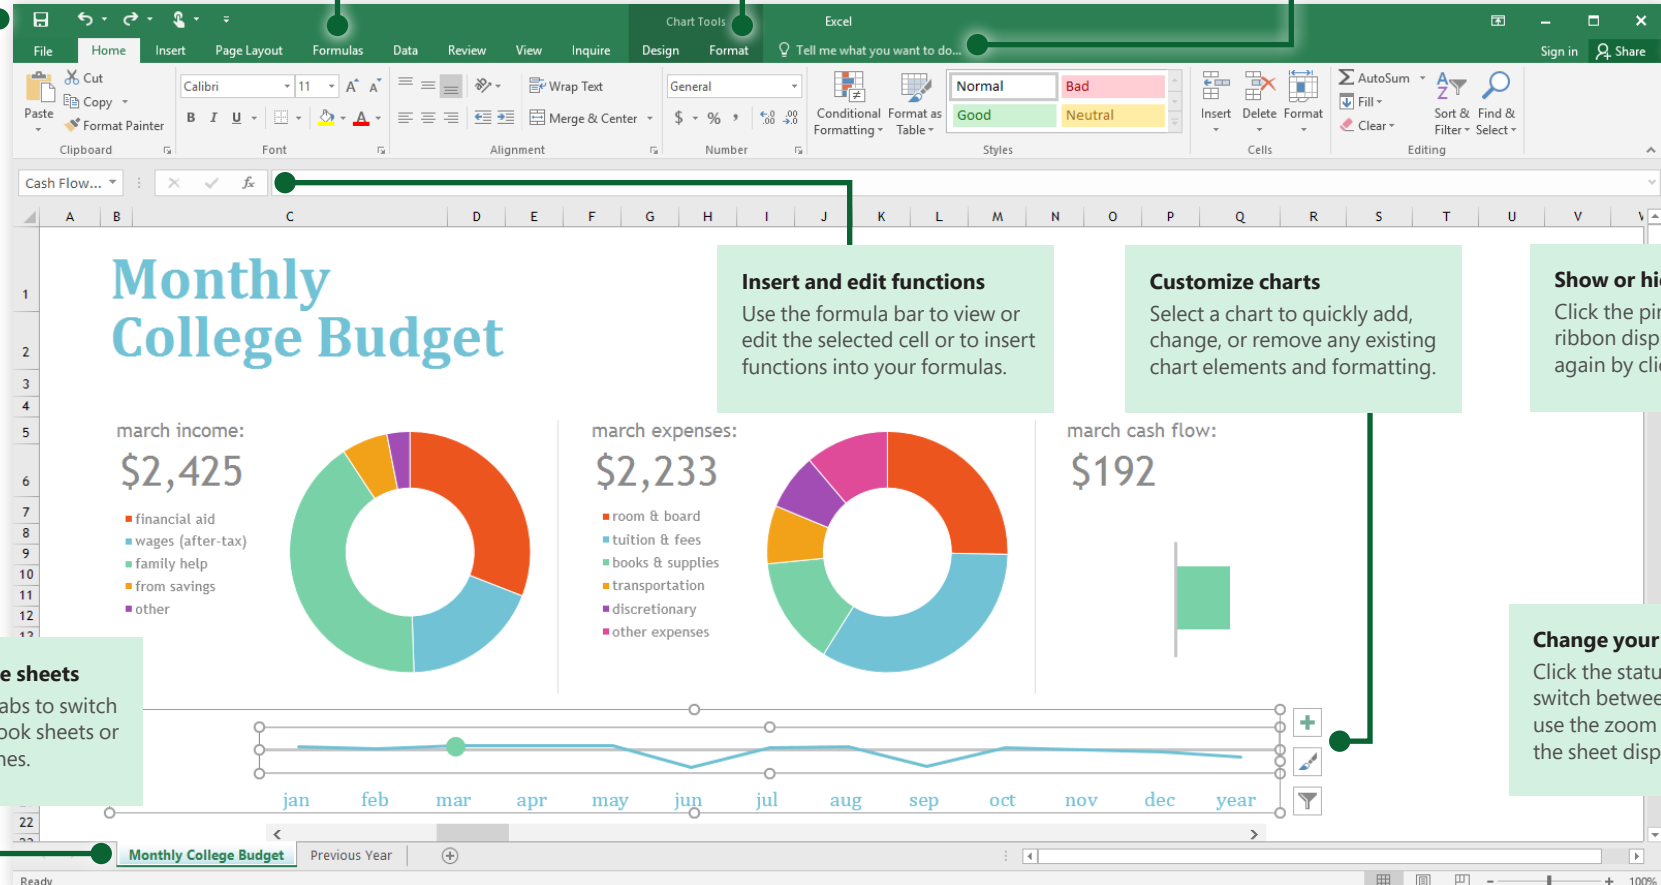 Chart Tools
Excel
File Home Insert Page Layout Formulas Data Review View Inquire Design Format Tell me what you want to do... Sign in Share
Paste
Cut
Copy
Format Painter
Clipboard
Calibri 11
B I U
Font
Wrap Text
Merge & Center
Alignment
General
$ % ,
Number
Conditional Formatting
Format as Table
Normal Bad
Good Neutral
Styles
Insert Delete Format
Cells
AutoSum
Fill
Clear
Sort & Filter
Find & Select
Editing
Cash Flow... fx
A B C D E F G H I J K L M N O P Q R S T U V
1
2
3
4
5
6
7
8
9
10
11
12
22
Monthly
College Budget
Insert and edit functions
Use the formula bar to view or
edit the selected cell or to insert
functions into your formulas.
Customize charts
Select a chart to quickly add,
change, or remove any existing
chart elements and formatting.
Show or hi
Click the
ribbon disp
again by cli
march income:
$2,425
financial aid
wages (after-tax)
family help
from savings
other
march expenses:
$2,233
room & board
tuition & fees
books & supplies
transportation
discretionary
other expenses
march cash flow:
$192
e sheets
abs to switch
ook sheets or
nes.
Change your
Click the statu
switch betwee
use the zoom
the sheet disp
jan feb mar apr may jun jul aug sep oct nov dec year
Monthly College Budget Previous Year
Ready
100%